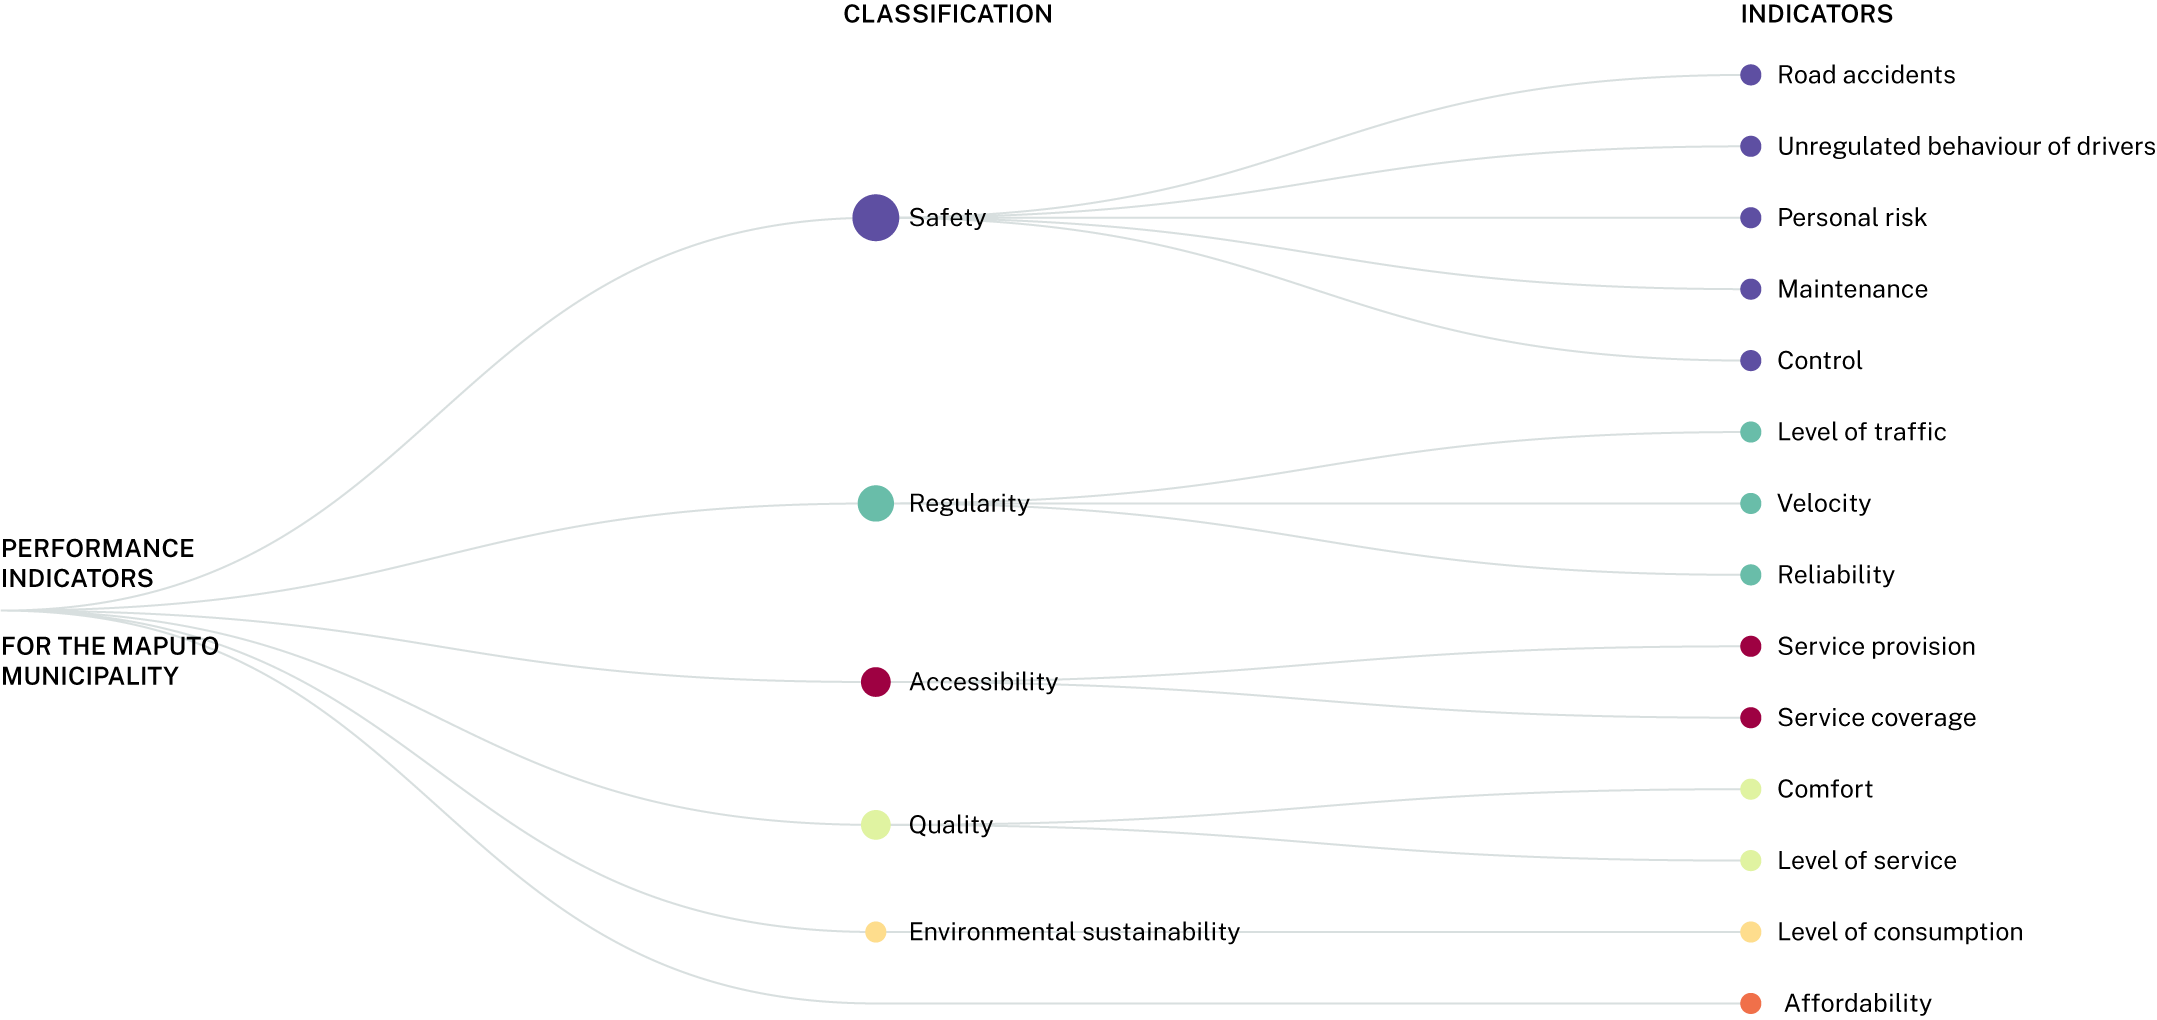 CLASSIFICATION
INDICATORS
Road accidents
Unregulated behaviour of drivers
Safety
Personal risk
Maintenance
Control
Level of traffic
Regularity
Velocity
Reliability
PERFORMANCE
INDICATORS
FOR THE MAPUTO
MUNICIPALITY
Service provision
Accessibility
Service coverage
Comfort
Quality
Level of service
Environmental sustainability
Level of consumption
Affordability